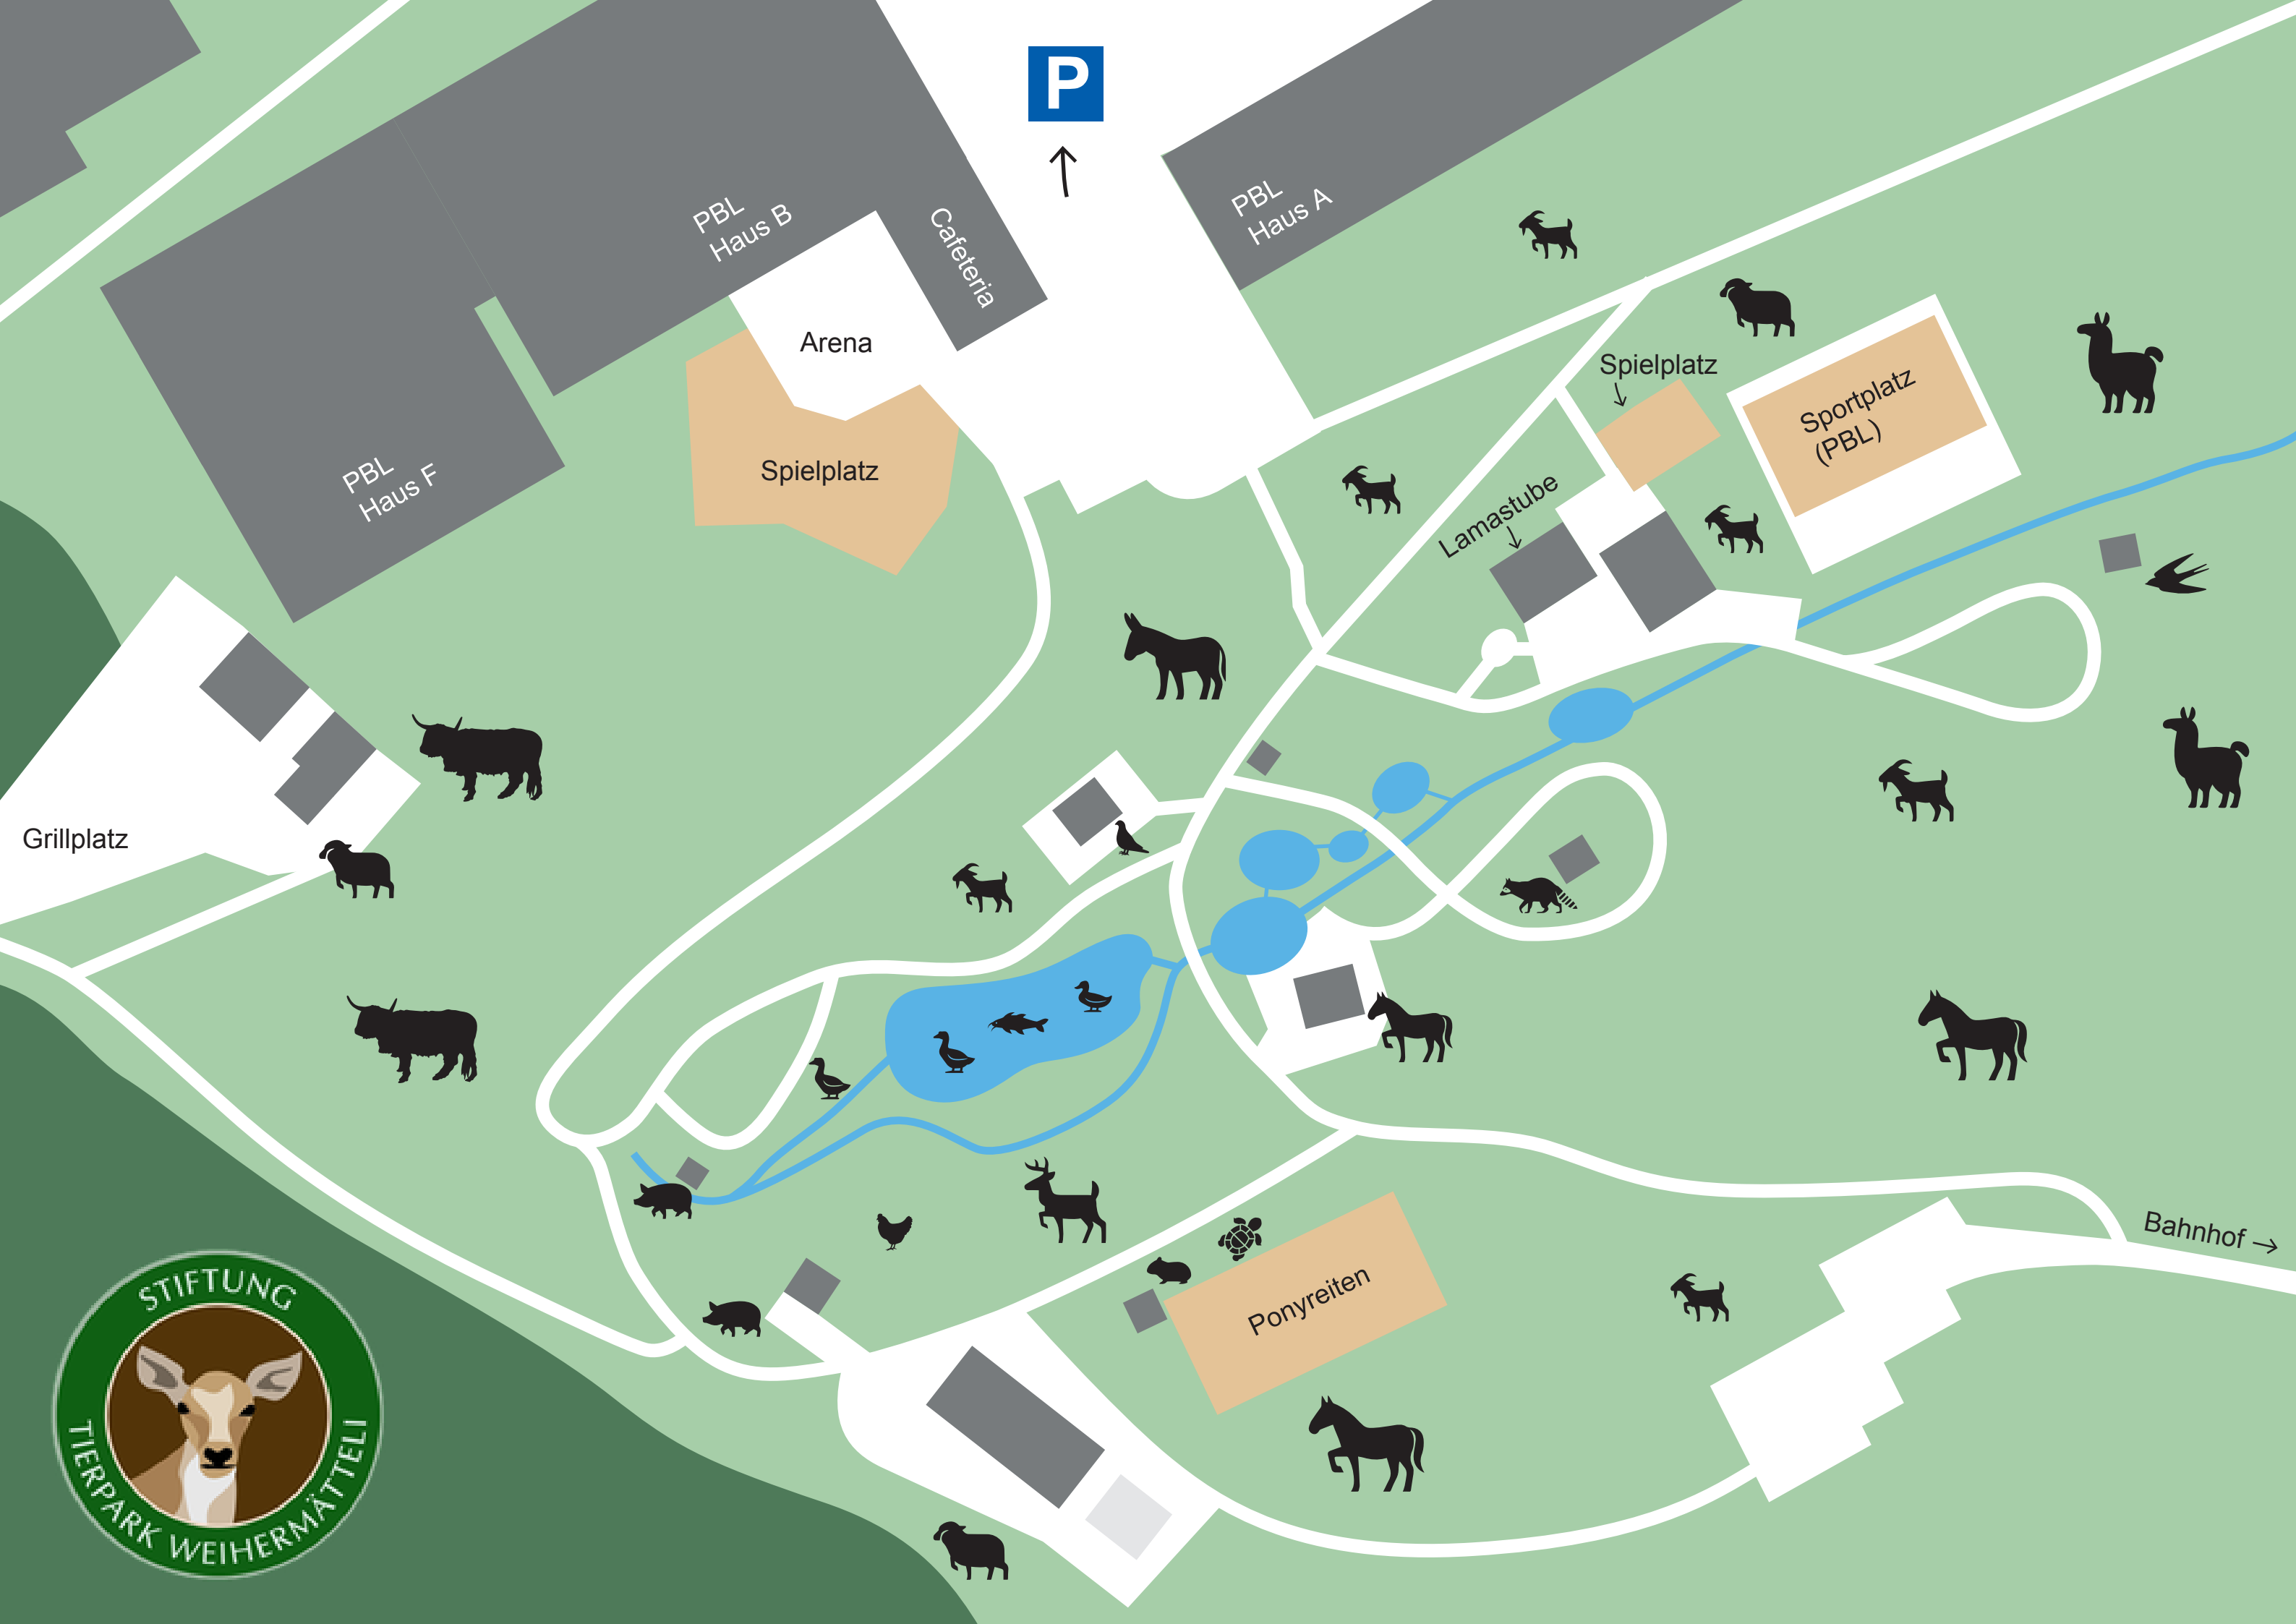 P
PBL
Haus B
Cafeteria
PBL
Haus A
Arena
Spielplatz
Spielplatz
Sportplatz
(PBL)
PBL
Haus F
Lamastube
Grillplatz
Bahnhof →
Ponyreiten
STIFTUNG
TIERPARK WEIHERMÄTTELI